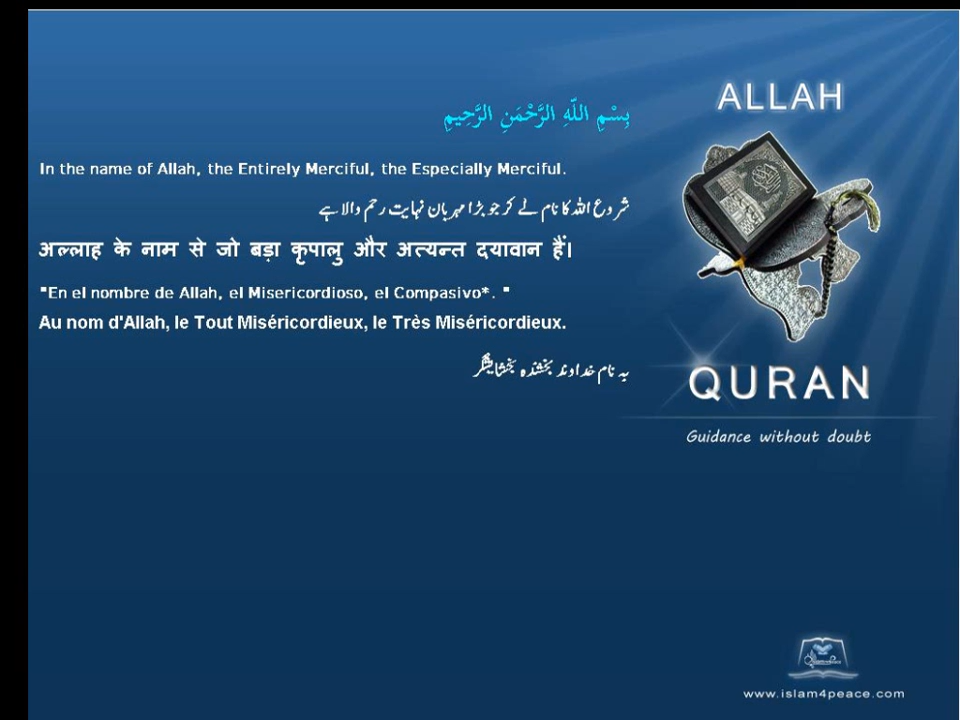 بِسْمِ اللَّهِ الرَّحْمَنِ الرَّحِيمِ
In the name of Allah, the Entirely Merciful, the Especially Merciful.
شروع الله کا نام لے کر جو بڑا مہربان نہایت رحم والا ہے
अल्लाह के नाम से जो बड़ा कृपालु और अत्यन्त दयावान हैं।
"En el nombre de Allah, el Misericordioso, el Compasivo*. "
Au nom d'Allah, le Tout Miséricordieux, le Très Miséricordieux.
به نام خداوند بخشنده بخشایشگر
ALLAH
QURAN
Guidance without doubt
www.islam4peace.com